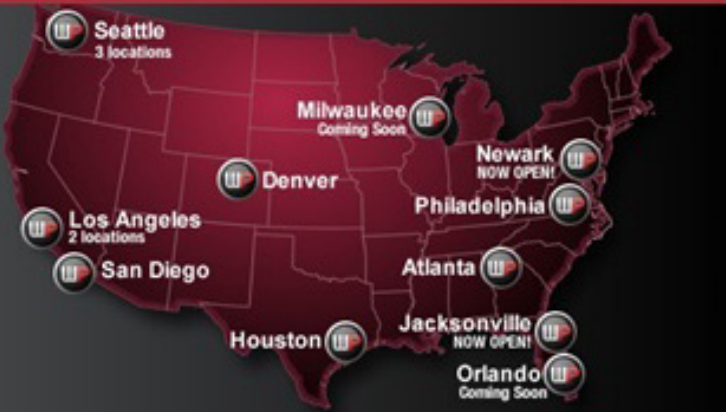 Seattle
3 locations
Milwaukee
Coming Soon
Newark
NOW OPEN!
Denver
Philadelphia
Los Angeles
2 locations
San Diego
Atlanta
Jacksonville
NOW OPEN!
Houston
Orlando
Coming Soon